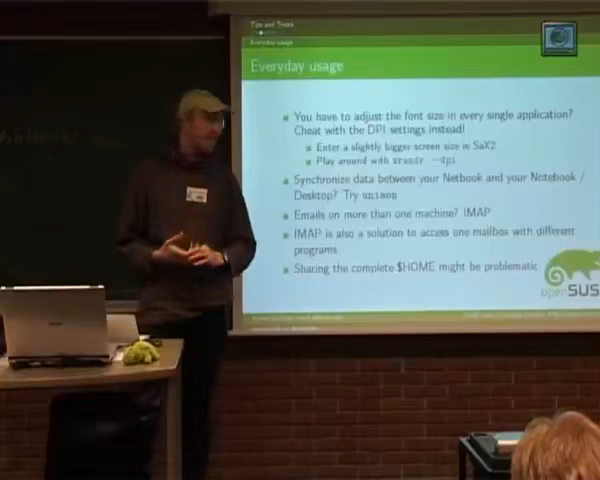 Tips and Tricks
Everyday usage
Everyday usage
You have to adjust the font size in every single application?
Cheat with the DPI settings instead!
Enter a slightly bigger screen size in SaX2
Play around with xrandr --dpi
Synchronize data between your Netbook and your Notebook /
Desktop? Try unison
Emails on more than one machine? IMAP
IMAP is also a solution to access one mailbox with different
programs
Sharing the complete $HOME might be problematic
openSUS